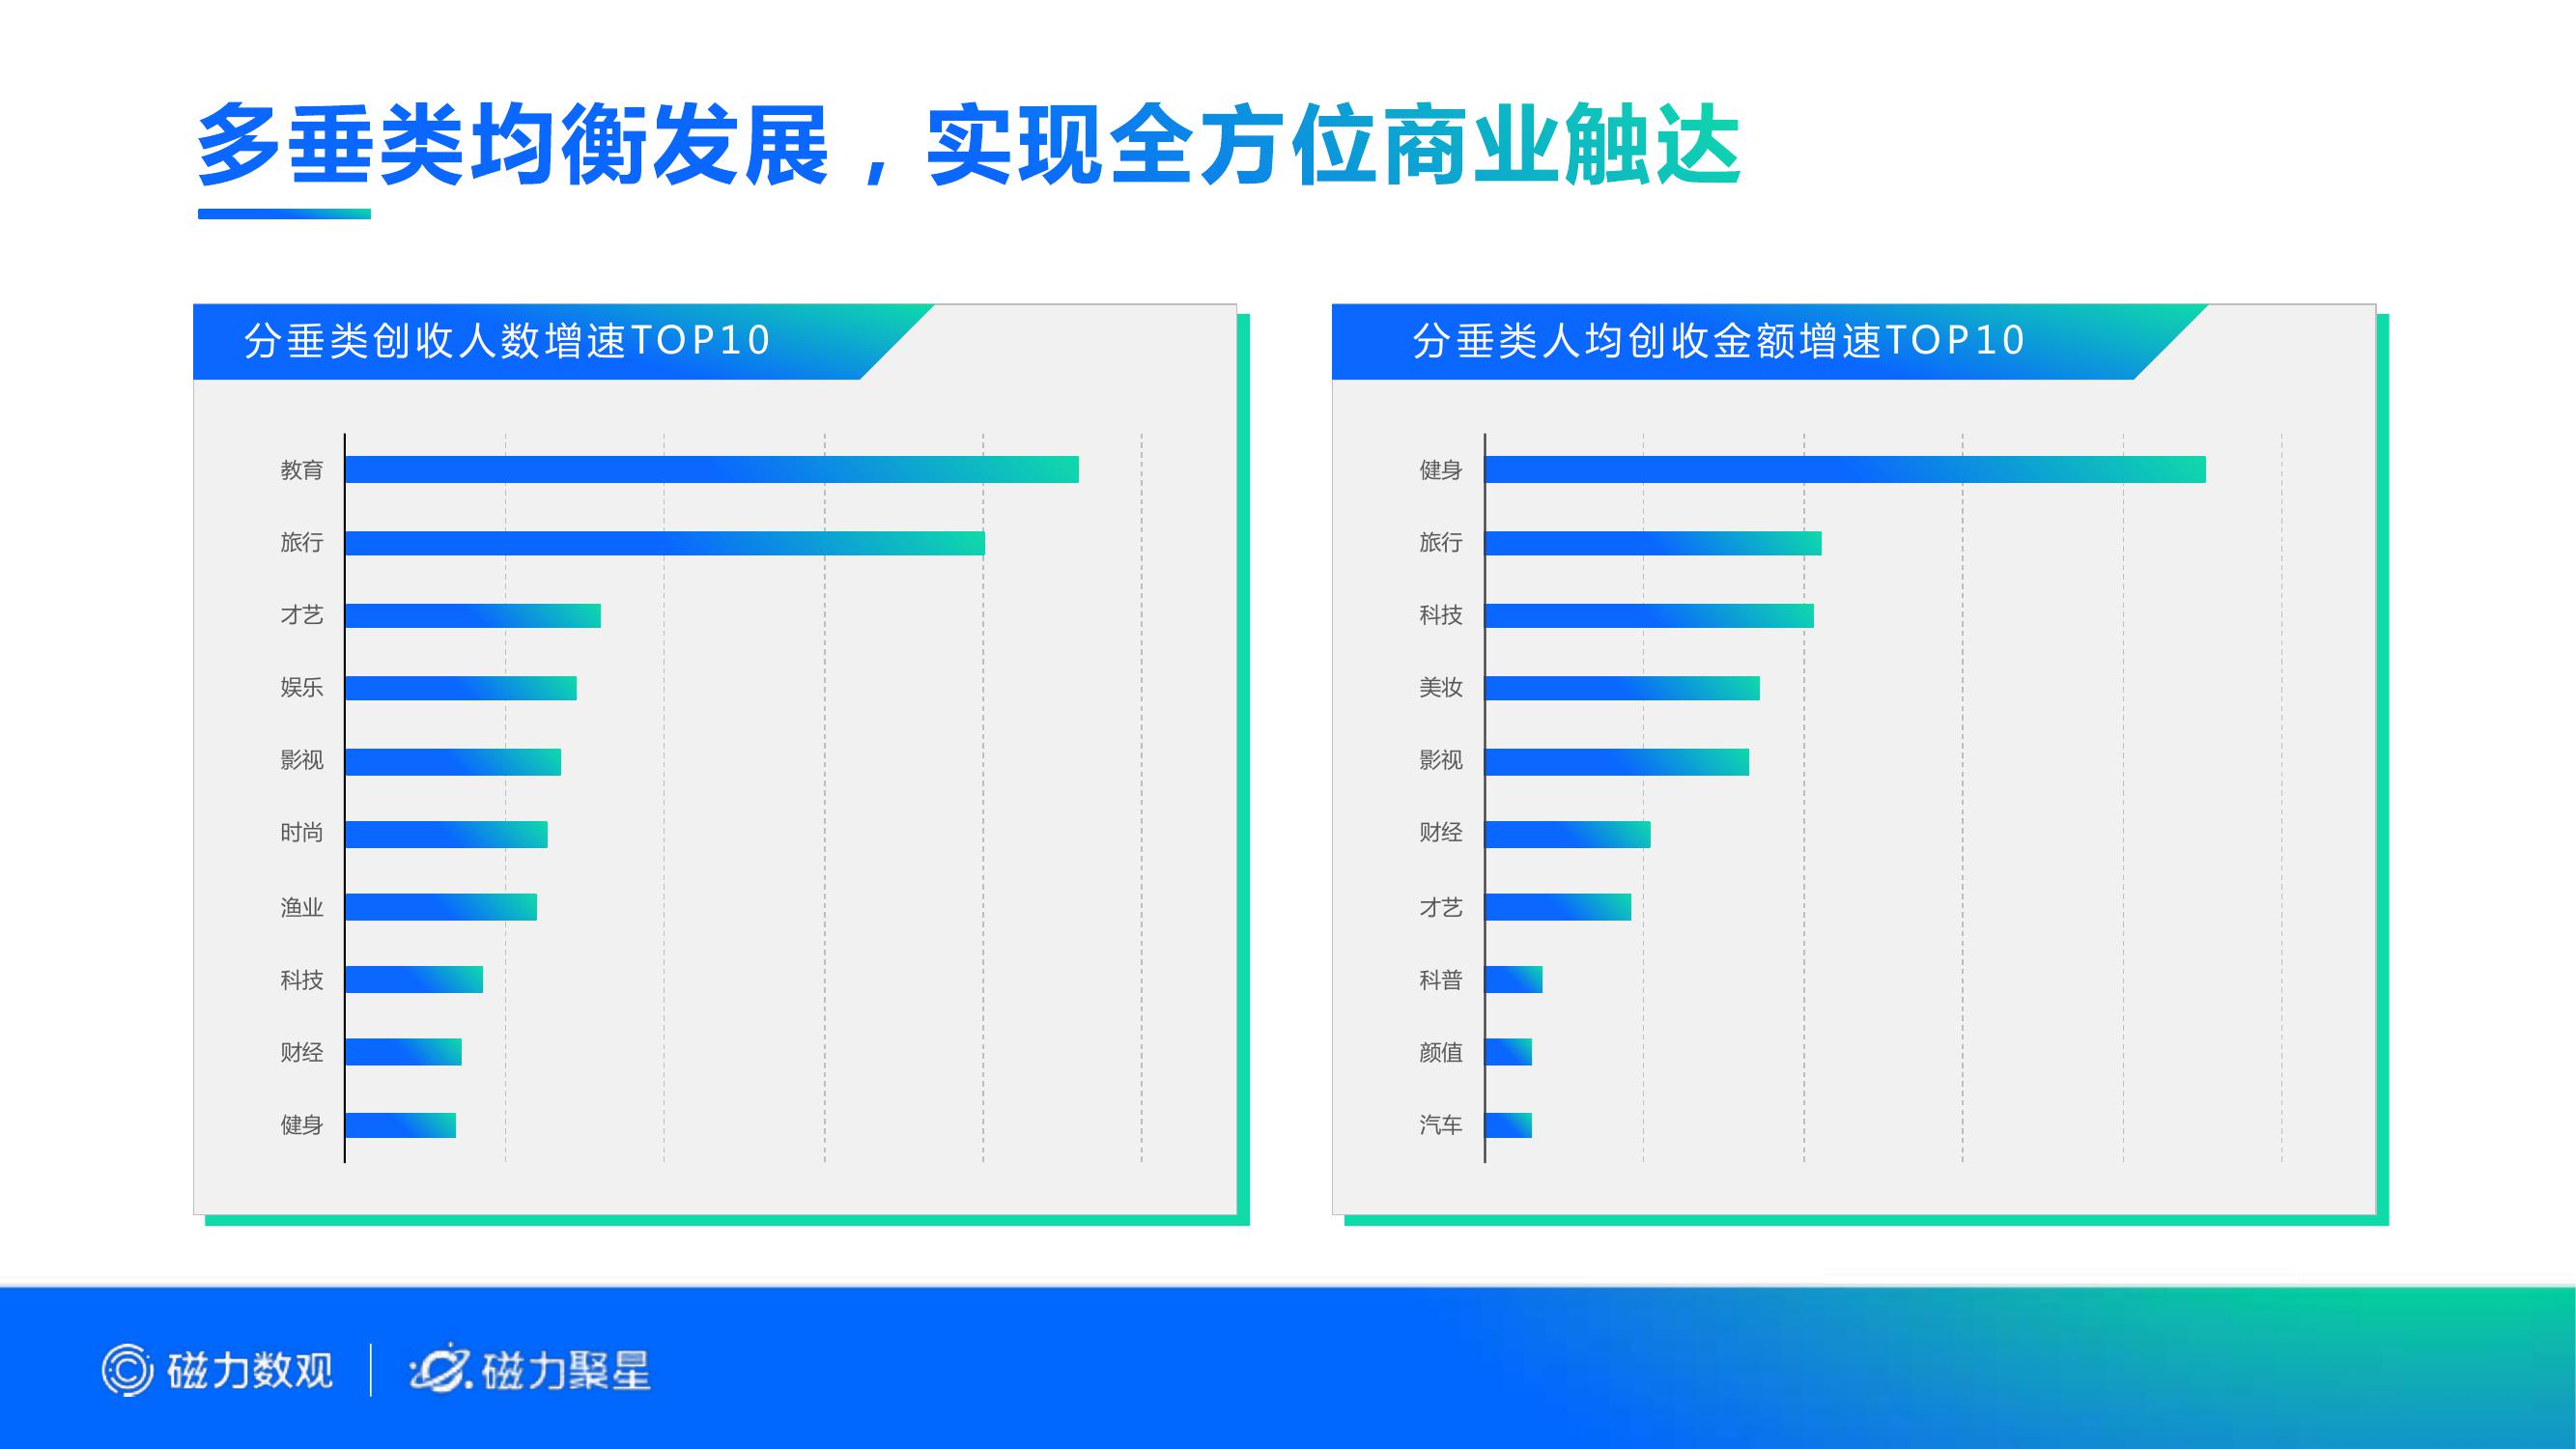 多垂类均衡发展，实现全方位商业触达
分垂类创收人数增速TOP10
教育
旅行
才艺
娱乐
影视
时尚
渔业
科技
财经
健身
分垂类人均创收金额增速TOP10
健身
旅行
科技
美妆
影视
财经
才艺
科普
颜值
汽车
磁力数观
磁力聚星